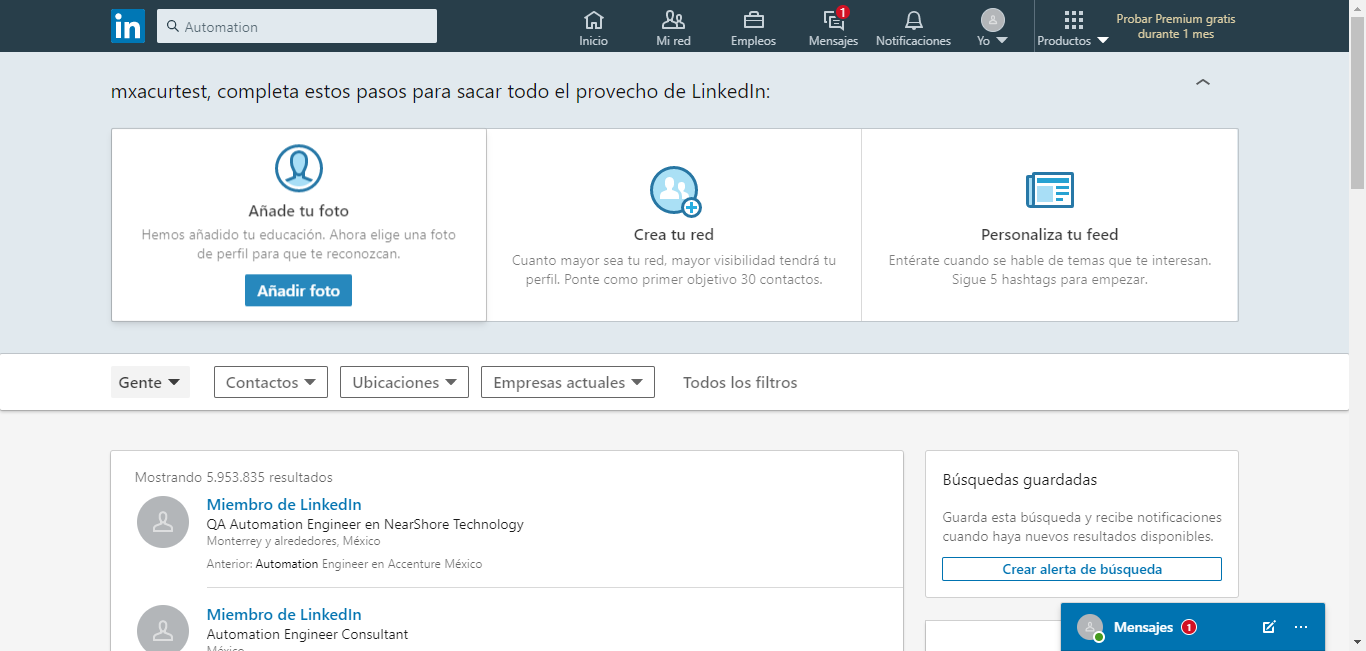 in Automation
Inicio
Mi red
Empleos
1
Mensajes
Notificaciones
Yo
Productos
Probar Premium gratis
durante 1 mes
mxacurtest, completa estos pasos para sacar todo el provecho de LinkedIn:
Añade tu foto
Hemos añadido tu educación. Ahora elige una foto
de perfil para que te reconozcan.
Añadir foto
Crea tu red
Cuanto mayor sea tu red, mayor visibilidad tendrá tu
perfil. Ponte como primer objetivo 30 contactos.
Personaliza tu feed
Entérate cuando se hable de temas que te interesan.
Sigue 5 hashtags para empezar.
Gente Contactos Ubicaciones Empresas actuales Todos los filtros
Mostrando 5.953.835 resultados
Miembro de LinkedIn
QA Automation Engineer en NearShore Technology
Monterrey y alrededores, México
Anterior: Automation Engineer en Accenture México
Miembro de LinkedIn
Automation Engineer Consultant
México
Búsquedas guardadas
Guarda esta búsqueda y recibe notificaciones
cuando haya nuevos resultados disponibles.
Crear alerta de búsqueda
Mensajes 1